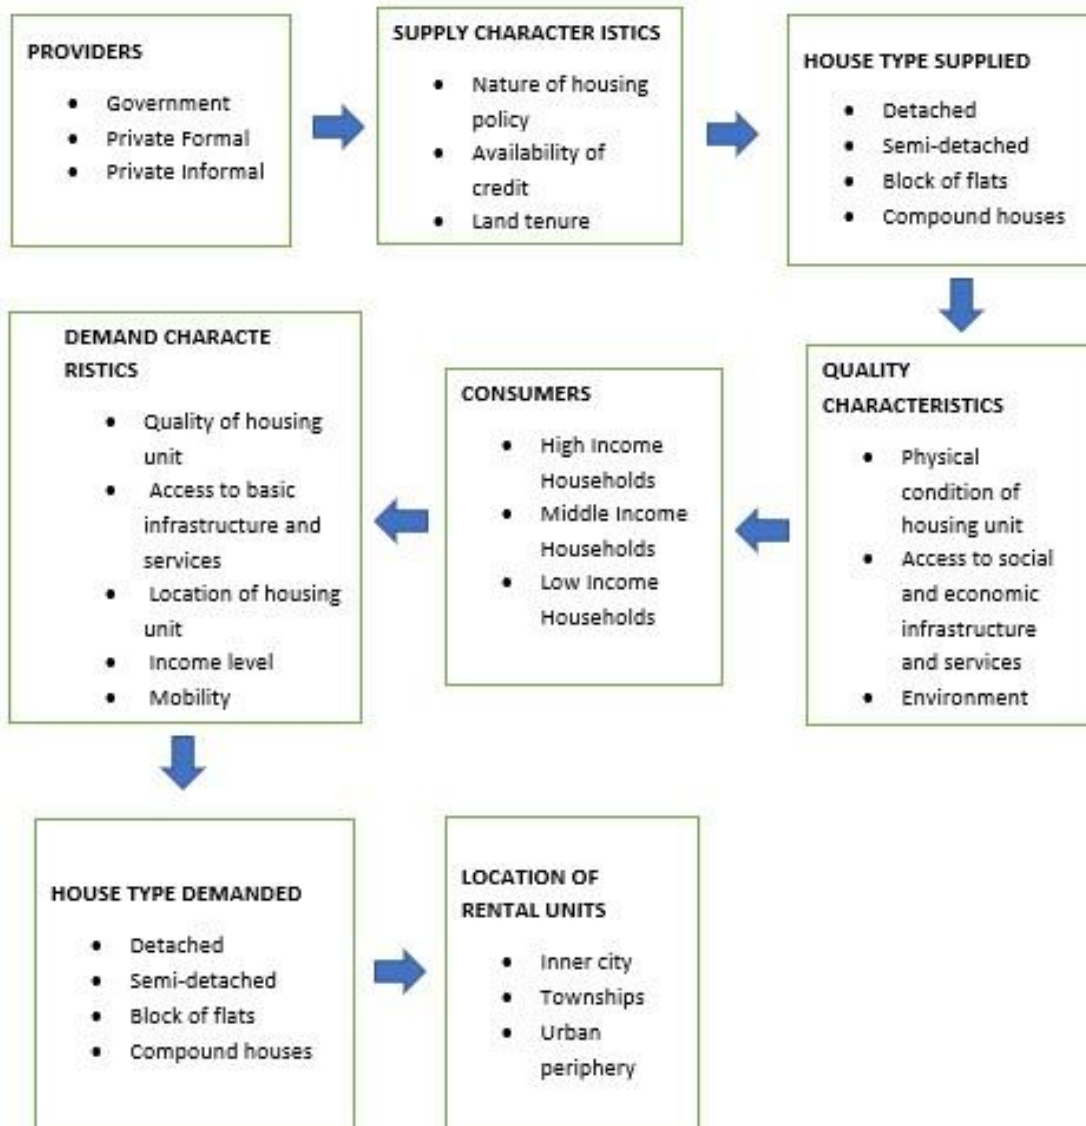 PROVIDERS
• Government
• Private Formal
• Private Informal
SUPPLY CHARACTER ISTICS
• Nature of housing
policy
• Availability of
credit
• Land tenure
HOUSE TYPE SUPPLIED
• Detached
• Semi-detached
• Block of flats
• Compound houses
QUALITY
CHARACTERISTICS
• Physical
condition of
housing unit
• Access to social
and economic
infrastructure
and services
• Environment
CONSUMERS
• High Income
Households
• Middle Income
Households
• Low Income
Households
DEMAND CHARACTE
RISTICS
• Quality of housing
unit
• Access to basic
infrastructure and
services
• Location of housing
unit
• Income level
• Mobility
HOUSE TYPE DEMANDED
• Detached
• Semi-detached
• Block of flats
• Compound houses
LOCATION OF
RENTAL UNITS
• Inner city
• Townships
• Urban
periphery